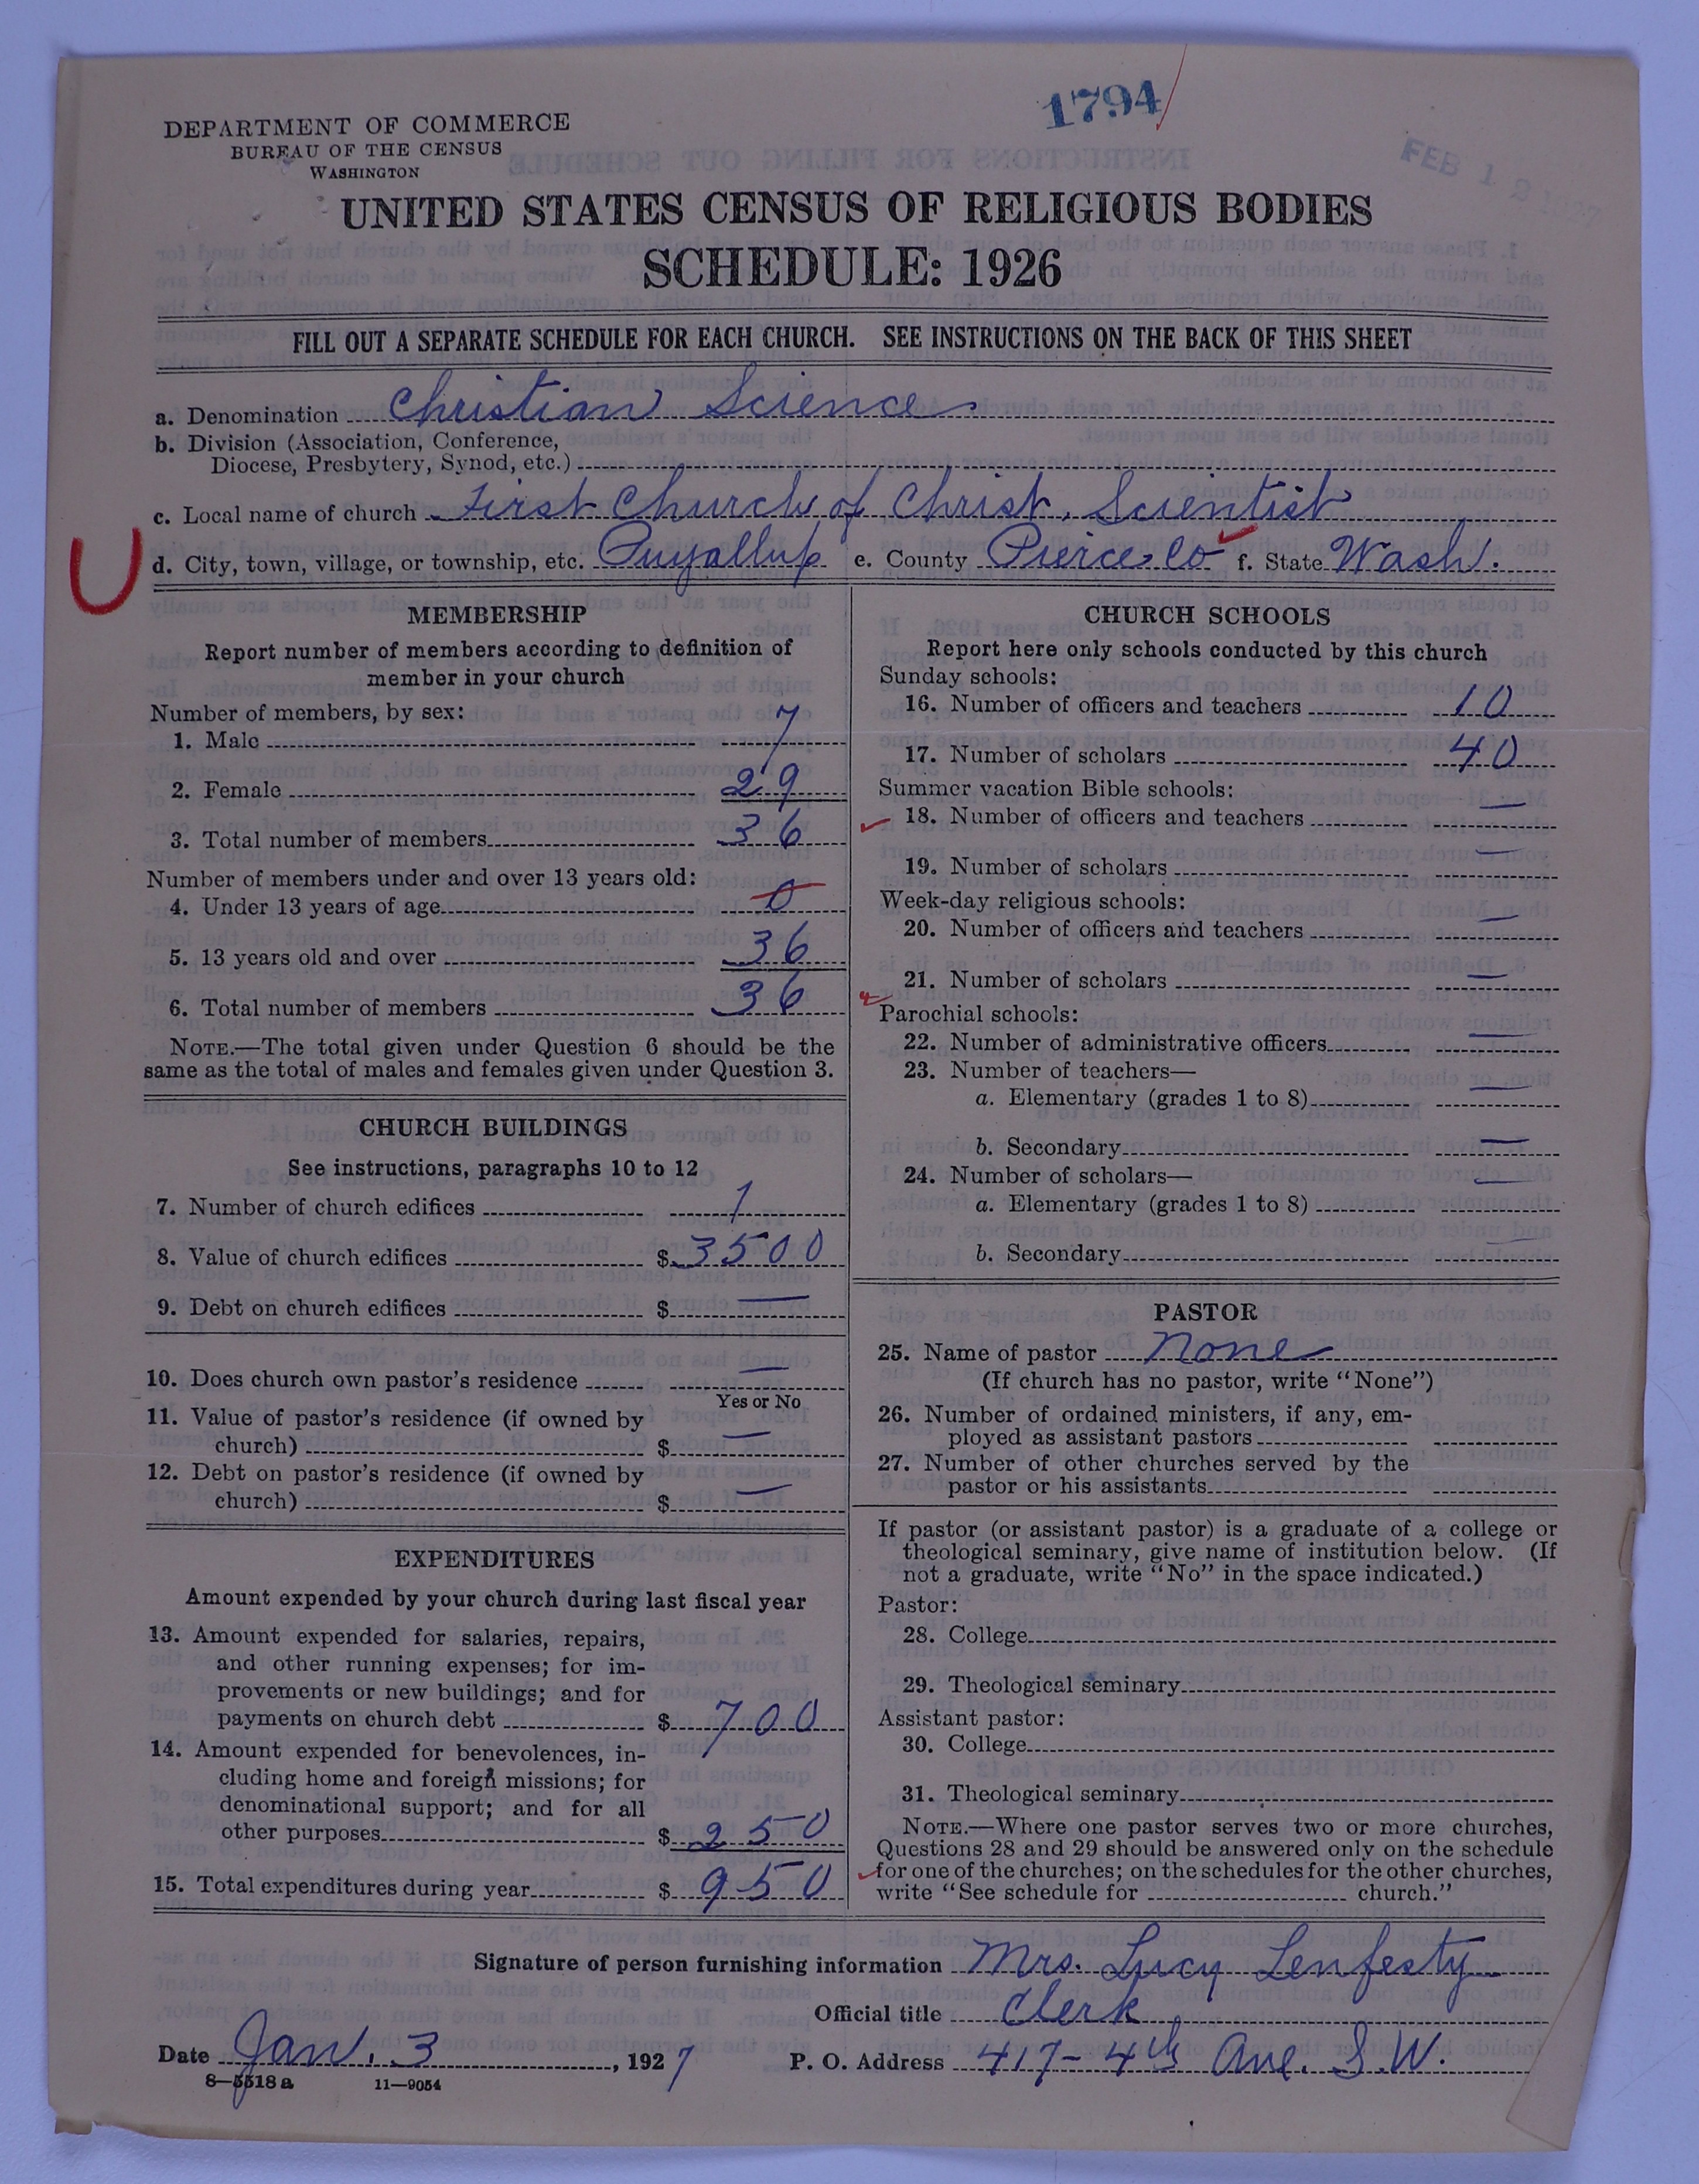 1794
FEB 12 1927
DEPARTMENT OF COMMERCE
BUREAU OF THE CENSUS
WASHINGTON
UNITED STATES CENSUS OF RELIGIOUS BODIES
SCHEDULE: 1926
FILL OUT A SEPARATE SCHEDULE FOR EACH CHURCH. SEE INSTRUCTIONS ON THE BACK OF THIS SHEET
a. Denomination Christian Science
b. Division (Association, Conference,
Diocese, Presbytery, Synod, etc.)
c. Local name of church First Church of Christ, Scientist
U
d. City, town, village, or township, etc. Puyallup e. County Pierce Co f. State Wash.
MEMBERSHIP
Report number of members according to definition of
member in your church
Number of members, by sex:
1. Male 7
2. Female 29
3. Total number of members 36
Number of members under and over 13 years old:
4. Under 13 years of age 0
5. 13 years old and over 36
6. Total number of members 36
NOTE.—The total given under Question 6 should be the
same as the total of males and females given under Question 3.
CHURCH BUILDINGS
See instructions, paragraphs 10 to 12
7. Number of church edifices 1
8. Value of church edifices $ 3500
9. Debt on church edifices $ —
10. Does church own pastor's residence —
Yes or No
11. Value of pastor's residence (if owned by
church) $ —
12. Debt on pastor's residence (if owned by
church) $ —
EXPENDITURES
Amount expended by your church during last fiscal year
13. Amount expended for salaries, repairs,
and other running expenses; for im-
provements or new buildings; and for
payments on church debt $ 700
14. Amount expended for benevolences, in-
cluding home and foreign missions; for
denominational support; and for all
other purposes $ 250
15. Total expenditures during year $ 950
CHURCH SCHOOLS
Report here only schools conducted by this church
Sunday schools:
16. Number of officers and teachers 10
17. Number of scholars 40
Summer vacation Bible schools:
18. Number of officers and teachers —
19. Number of scholars —
Week-day religious schools:
20. Number of officers and teachers —
21. Number of scholars —
Parochial schools:
22. Number of administrative officers —
23. Number of teachers—
a. Elementary (grades 1 to 8) —
b. Secondary —
24. Number of scholars—
a. Elementary (grades 1 to 8) —
b. Secondary —
PASTOR
25. Name of pastor None
(If church has no pastor, write "None")
26. Number of ordained ministers, if any, em-
ployed as assistant pastors
27. Number of other churches served by the
pastor or his assistants
If pastor (or assistant pastor) is a graduate of a college or
theological seminary, give name of institution below. (If
not a graduate, write "No" in the space indicated.)
Pastor:
28. College
29. Theological seminary
Assistant pastor:
30. College
31. Theological seminary
NOTE.—Where one pastor serves two or more churches,
Questions 28 and 29 should be answered only on the schedule
for one of the churches; on the schedules for the other churches,
write "See schedule for church."
Signature of person furnishing information Mrs. Lucy Lenfesty
Official title Clerk
Date Jan. 3, 1927 P. O. Address 417-4th Ave. S.W.
8—5518 a 11—9054